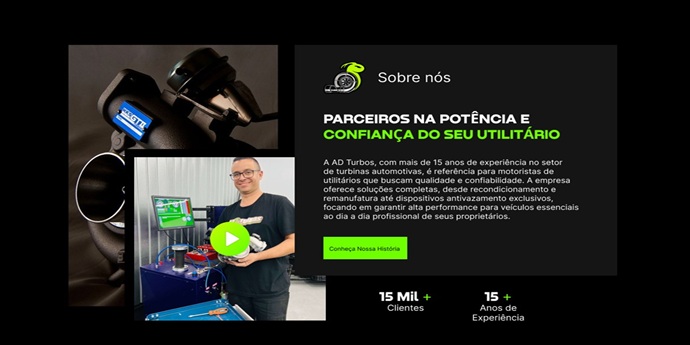 Sobre nós
PARCEIROS NA POTÊNCIA E
CONFIANÇA DO SEU UTILITÁRIO
A AD Turbos, com mais de 15 anos de experiência no setor
de turbinas automotivas, é referência para motoristas de
utilitários que buscam qualidade e confiabilidade. A empresa
oferece soluções completas, desde recondicionamento e
remanufatura até dispositivos antivazamento exclusivos,
focando em garantir alta performance para veículos essenciais
ao dia a dia profissional de seus proprietários.
Conheça Nossa História
15 Mil +
Clientes
15 +
Anos de
Experiência